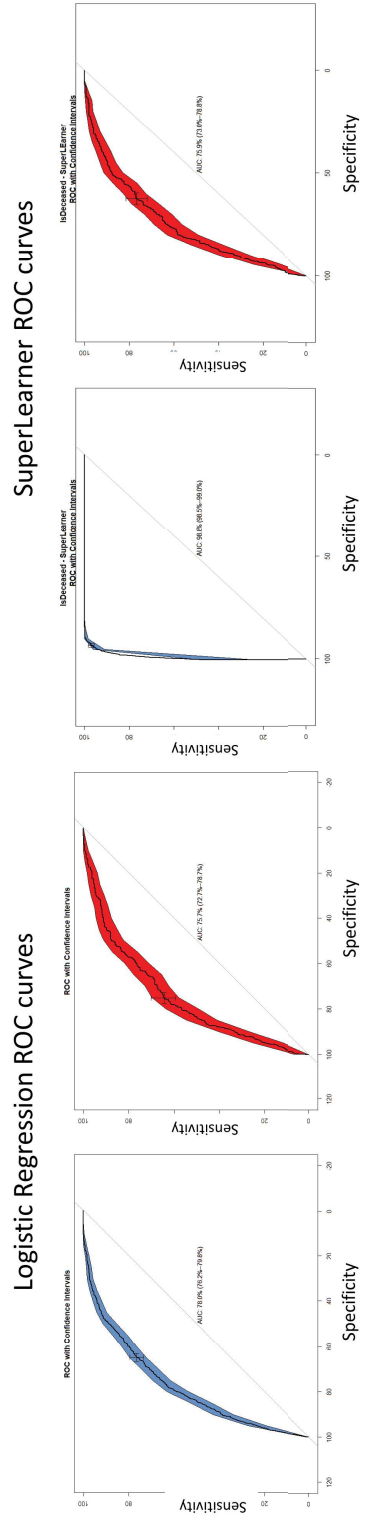 Logistic Regression ROC curves
ROC with Confidence Intervals
Sensitivity
100
80
20
0
AUC: 78.0% (76.2%–79.8%)
120 100 80 60 40 20 0 -20
Specificity
ROC with Confidence Intervals
Sensitivity
100
80
20
0
AUC: 75.7% (72.7%–78.7%)
120 100 80 60 40 20 0 20
Specificity
SuperLearner ROC curves
IsDeceased - SuperLearner
ROC with Confidence Intervals
Sensitivity
100
80
20
0
AUC: 98.8% (98.5%–99.0%)
100 50 0
Specificity
IsDeceased - SuperLEarner
ROC with Confidence Intervals
Sensitivity
100
80
20
0
AUC: 75.9% (73.0%–78.8%)
100 50 0
Specificity